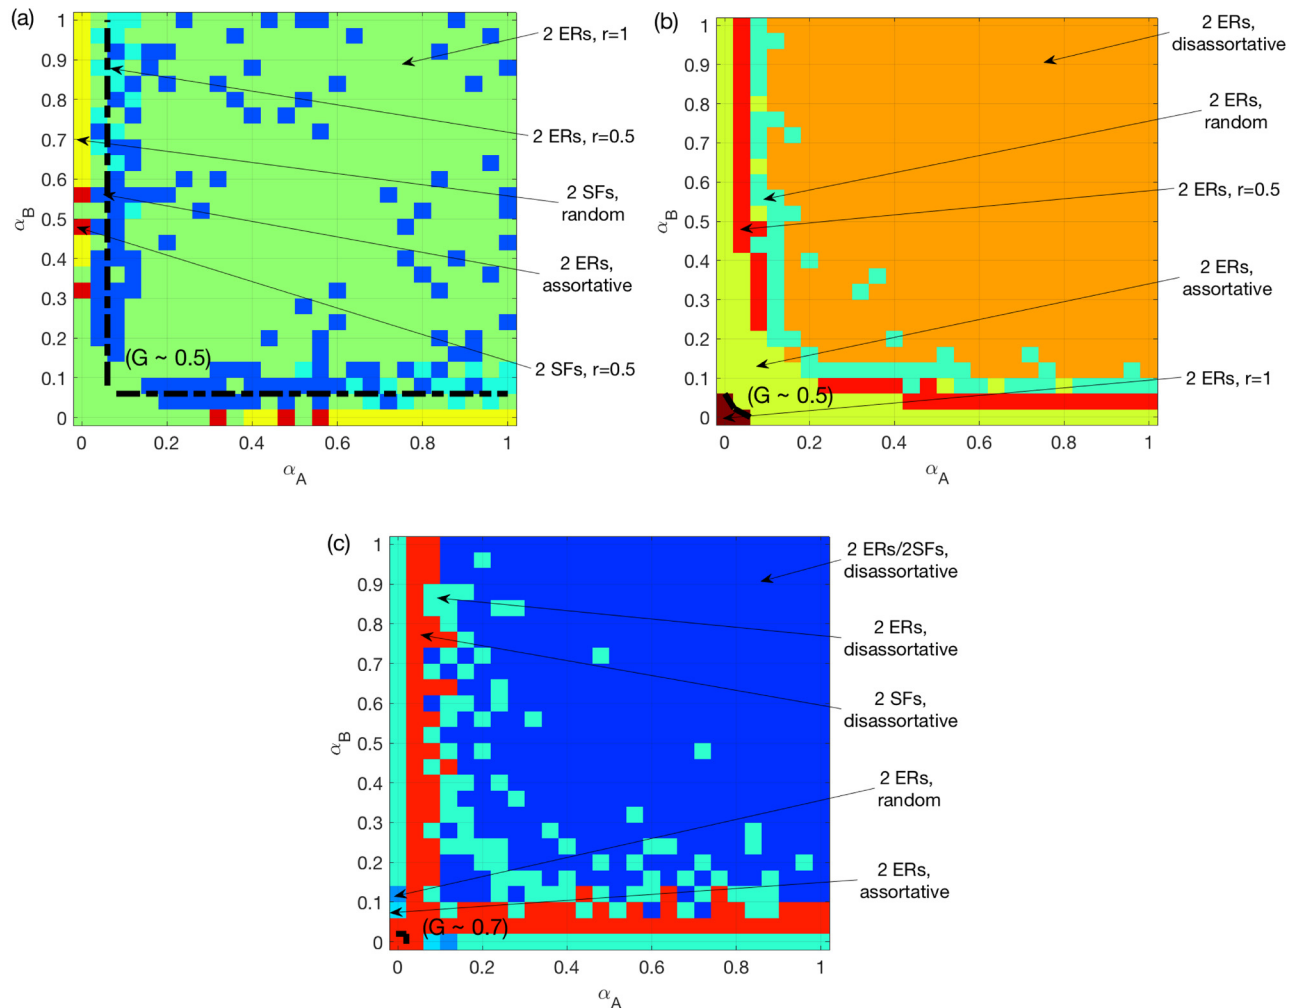 (a)
1
0.9
0.8
0.7
0.6
0.5
0.4
0.3
0.2
0.1
0
α_B
0
0.2
0.4
0.6
0.8
1
α_A
(G ~ 0.5)
2 ERs, r=1
2 ERs, r=0.5
2 SFs,
random
2 ERs,
assortative
2 SFs, r=0.5
(b)
1
0.9
0.8
0.7
0.6
0.5
0.4
0.3
0.2
0.1
0
α_B
0
0.2
0.4
0.6
0.8
1
α_A
(G ~ 0.5)
2 ERs,
disassortative
2 ERs,
random
2 ERs, r=0.5
2 ERs,
assortative
2 ERs, r=1
(c)
1
0.9
0.8
0.7
0.6
0.5
0.4
0.3
0.2
0.1
0
α_B
0
0.2
0.4
0.6
0.8
1
α_A
(G ~ 0.7)
2 ERs/2SFs,
disassortative
2 ERs,
disassortative
2 SFs,
disassortative
2 ERs,
random
2 ERs,
assortative